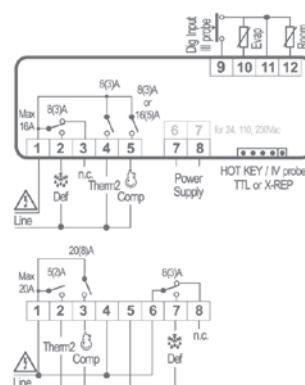 Dig Input
III probe
Evap
Room
9 10 11 12
8(3)A
8(3)A
or
16(5)A
Max
16A
8(3)A
6 7 for 24, 110, 230Vac
1 2 3 4 5 7 8
Def
n.c.
Therm2
Comp
Power
Supply
HOT KEY / IV probe
TTL or X-REP
Line
20(8)A
Max
20A
5(2)A
8(3)A
1 2 3 4 5 6 7 8
Therm2
Comp
Def
n.c.
Line